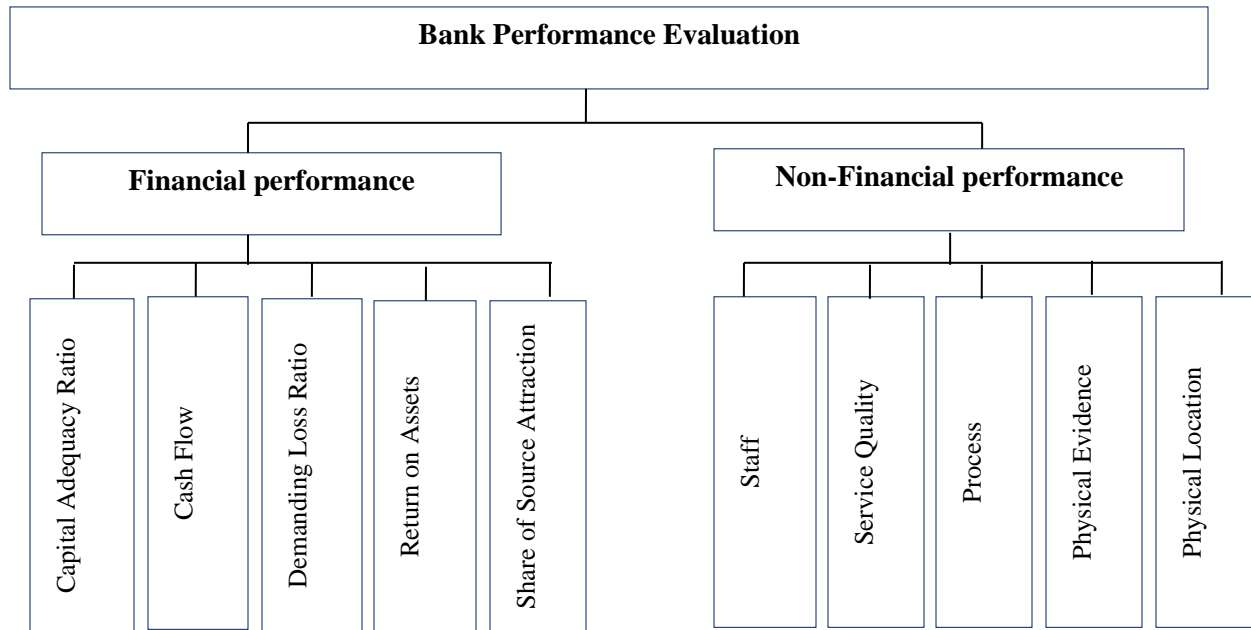 Bank Performance Evaluation
Financial performance
Non-Financial performance
Capital Adequacy Ratio
Cash Flow
Demanding Loss Ratio
Return on Assets
Share of Source Attraction
Staff
Service Quality
Process
Physical Evidence
Physical Location